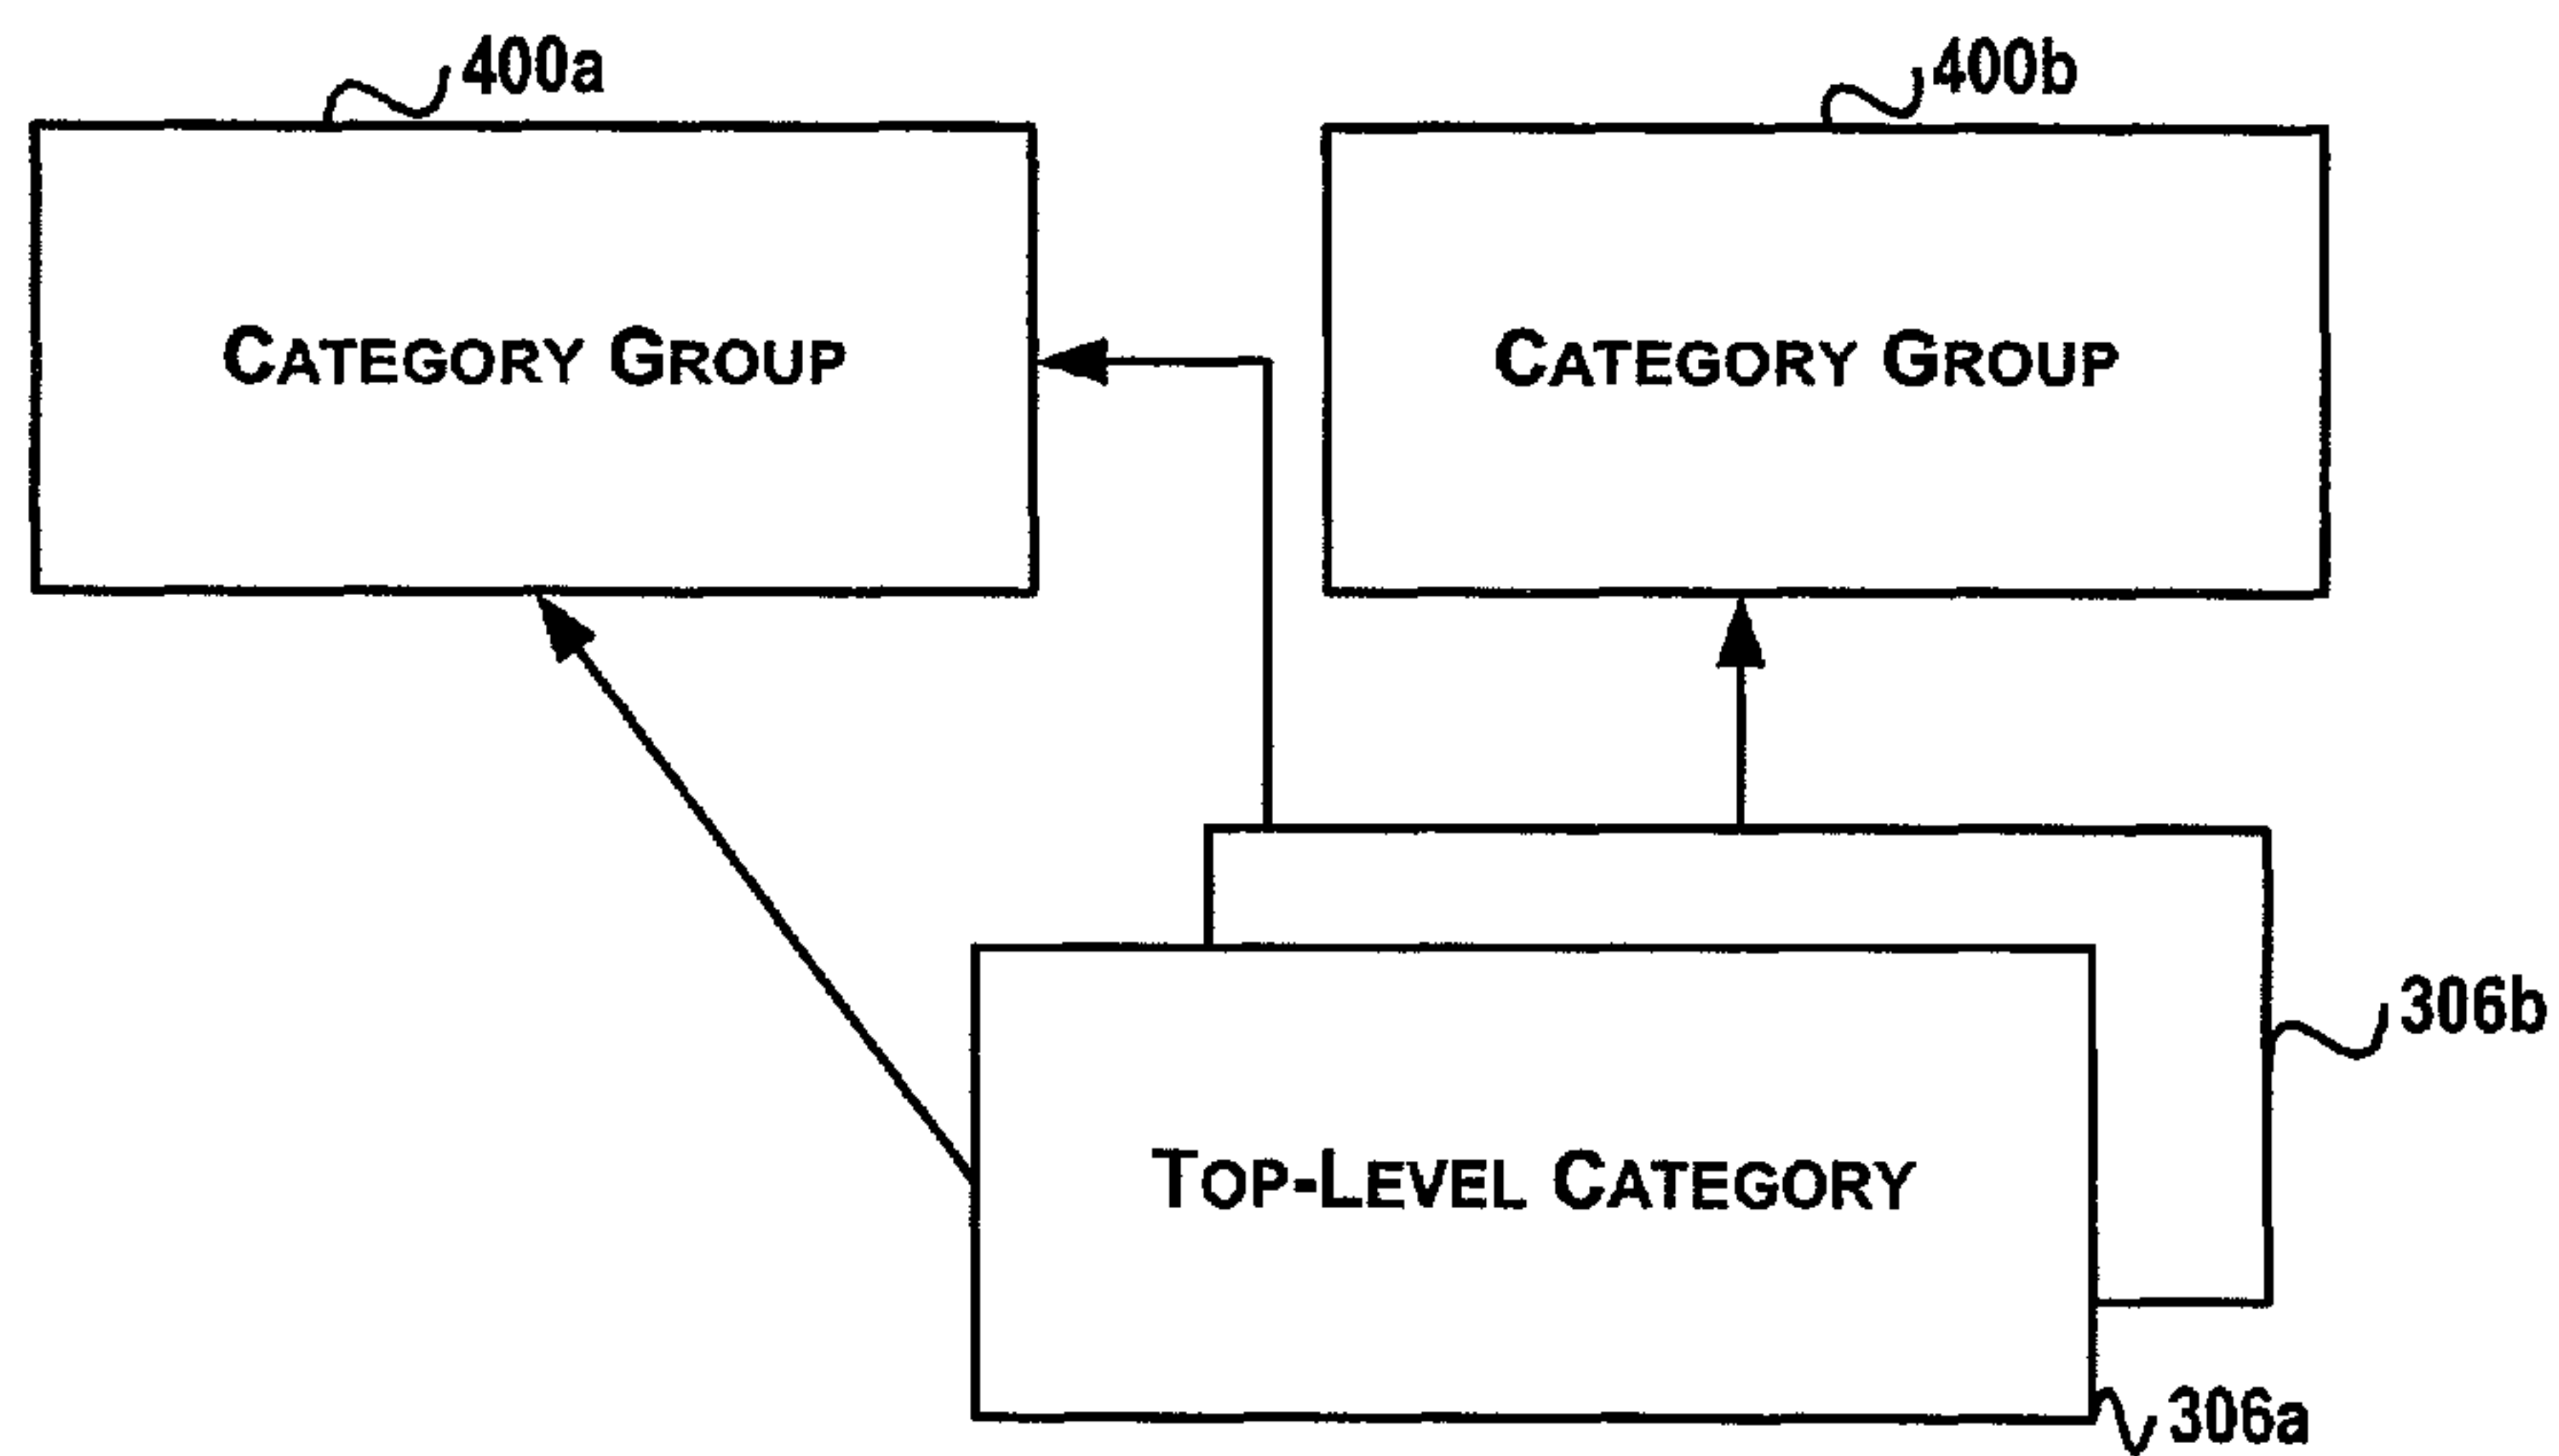 400a
400b
CATEGORY GROUP
CATEGORY GROUP
306b
TOP-LEVEL CATEGORY
306a